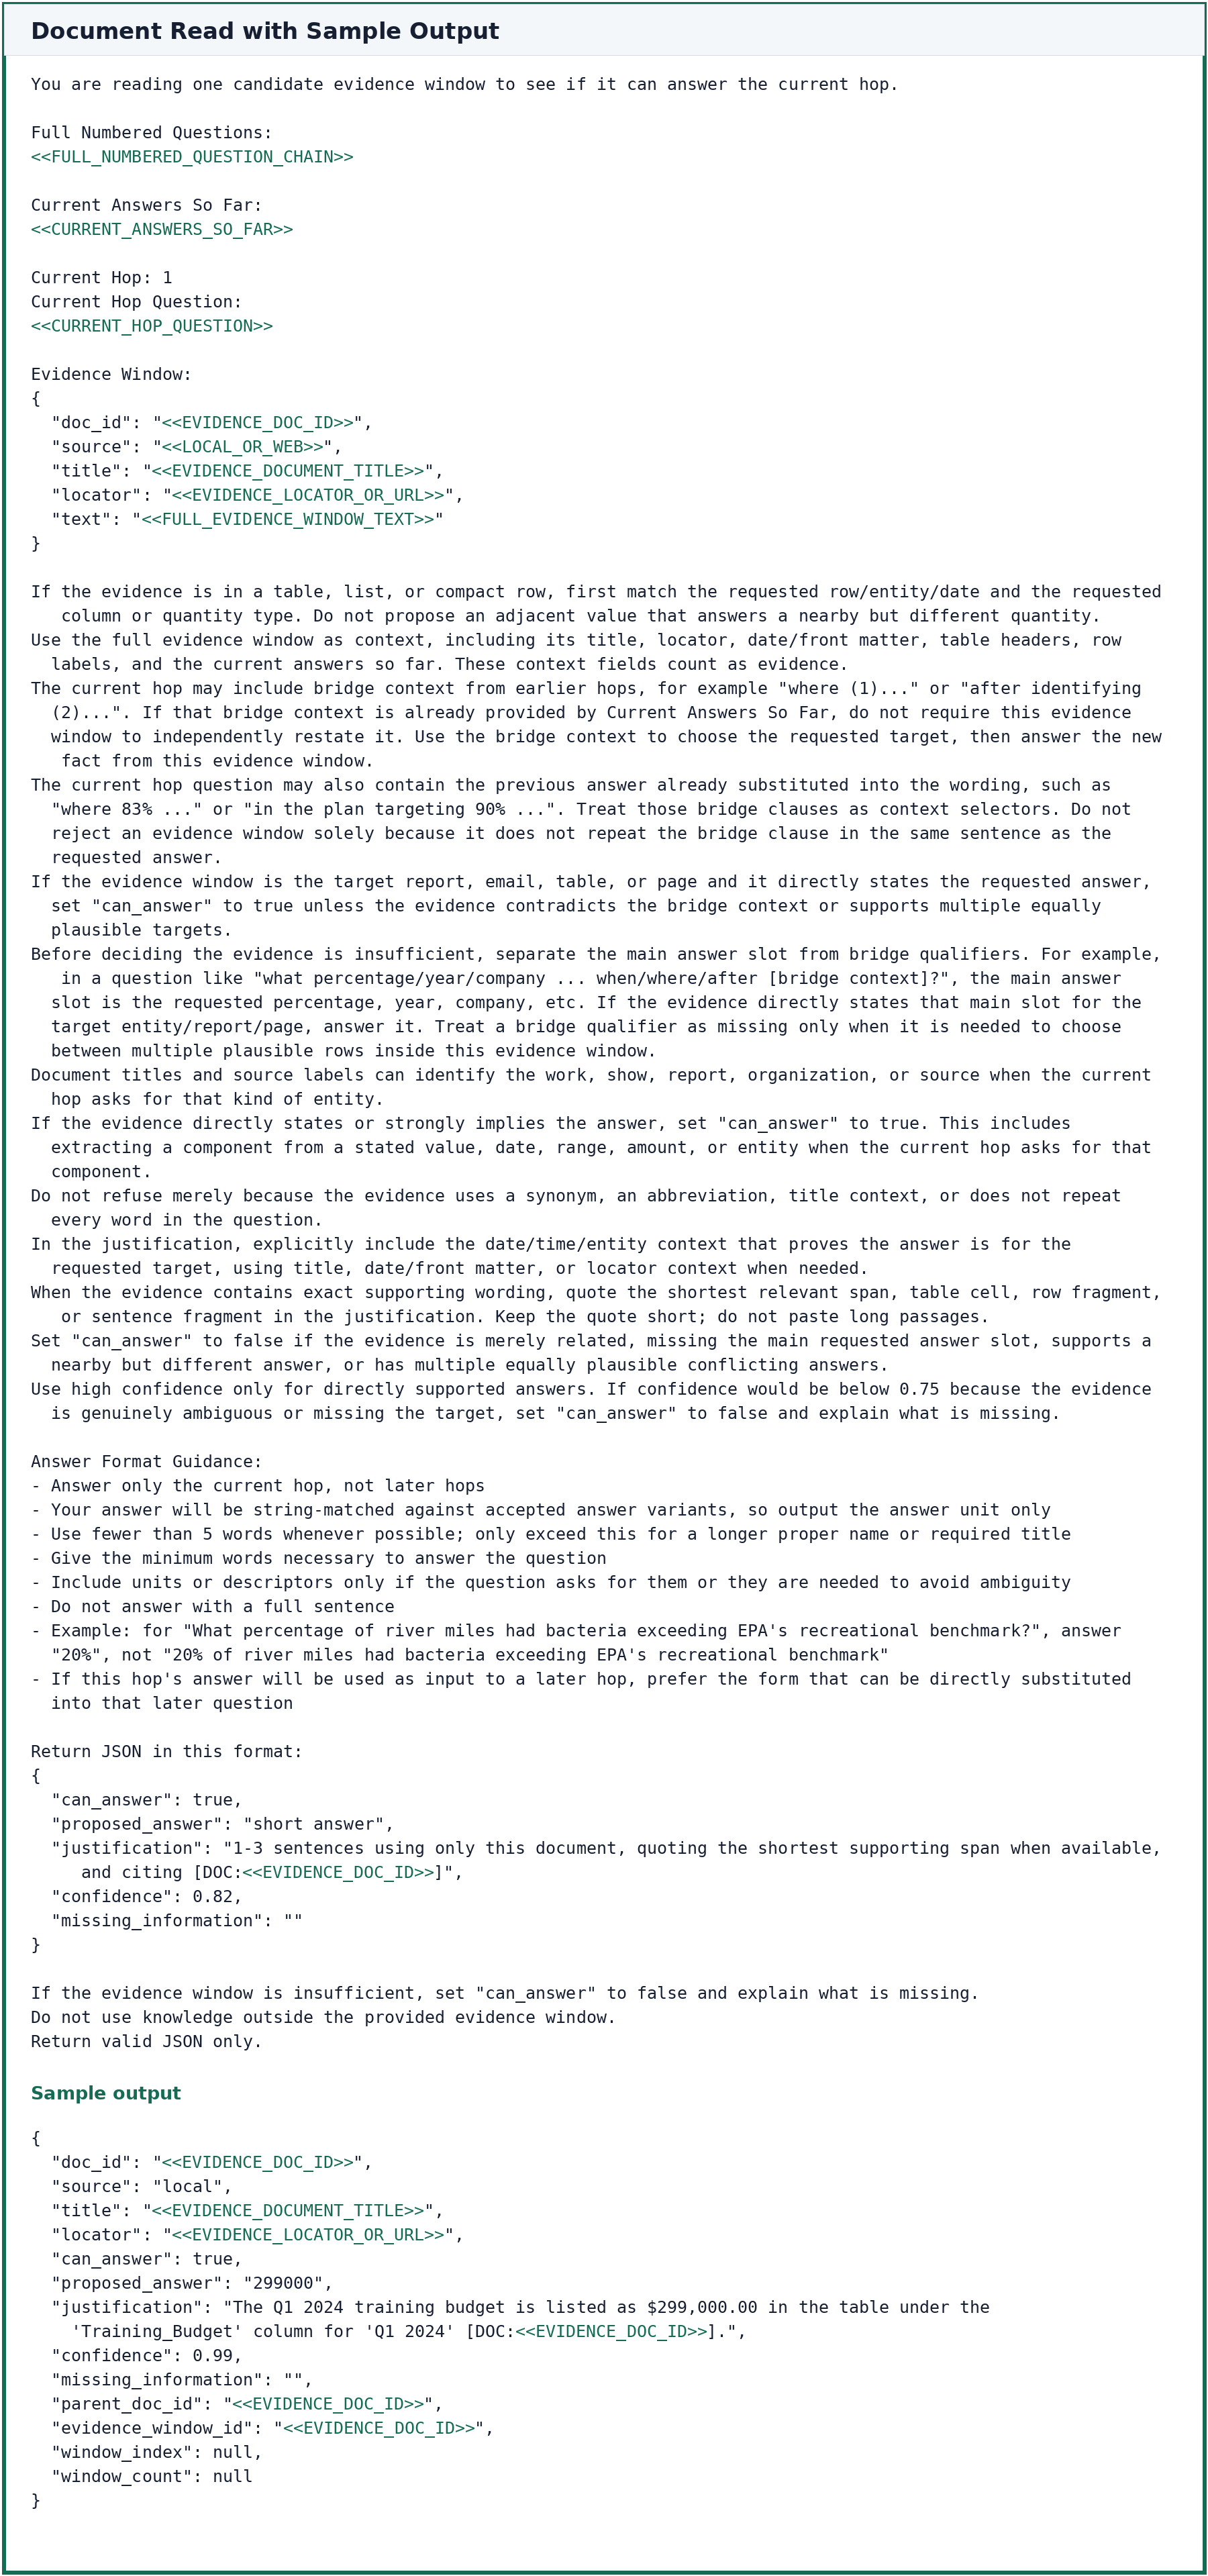 Document Read with Sample Output
You are reading one candidate evidence window to see if it can answer the current hop.
Full Numbered Questions:
<<FULL_NUMBERED_QUESTION_CHAIN>>
Current Answers So Far:
<<CURRENT_ANSWERS_SO_FAR>>
Current Hop: 1
Current Hop Question:
<<CURRENT_HOP_QUESTION>>
Evidence Window:
{
  "doc_id": "<<EVIDENCE_DOC_ID>>",
  "source": "<<LOCAL_OR_WEB>>",
  "title": "<<EVIDENCE_DOCUMENT_TITLE>>",
  "locator": "<<EVIDENCE_LOCATOR_OR_URL>>",
  "text": "<<FULL_EVIDENCE_WINDOW_TEXT>>"
}
If the evidence is in a table, list, or compact row, first match the requested row/entity/date and the requested
   column or quantity type. Do not propose an adjacent value that answers a nearby but different quantity.
Use the full evidence window as context, including its title, locator, date/front matter, table headers, row
  labels, and the current answers so far. These context fields count as evidence.
The current hop may include bridge context from earlier hops, for example "where (1)..." or "after identifying
  (2)...". If that bridge context is already provided by Current Answers So Far, do not require this evidence
  window to independently restate it. Use the bridge context to choose the requested target, then answer the new
   fact from this evidence window.
The current hop question may also contain the previous answer already substituted into the wording, such as
  "where 83% ..." or "in the plan targeting 90% ...". Treat those bridge clauses as context selectors. Do not
  reject an evidence window solely because it does not repeat the bridge clause in the same sentence as the
  requested answer.
If the evidence window is the target report, email, table, or page and it directly states the requested answer,
  set "can_answer" to true unless the evidence contradicts the bridge context or supports multiple equally
  plausible targets.
Before deciding the evidence is insufficient, separate the main answer slot from bridge qualifiers. For example,
   in a question like "what percentage/year/company ... when/where/after [bridge context]?", the main answer
  slot is the requested percentage, year, company, etc. If the evidence directly states that main slot for the
  target entity/report/page, answer it. Treat a bridge qualifier as missing only when it is needed to choose
  between multiple plausible rows inside this evidence window.
Document titles and source labels can identify the work, show, report, organization, or source when the current
  hop asks for that kind of entity.
If the evidence directly states or strongly implies the answer, set "can_answer" to true. This includes
  extracting a component from a stated value, date, range, amount, or entity when the current hop asks for that
  component.
Do not refuse merely because the evidence uses a synonym, an abbreviation, title context, or does not repeat
  every word in the question.
In the justification, explicitly include the date/time/entity context that proves the answer is for the
  requested target, using title, date/front matter, or locator context when needed.
When the evidence contains exact supporting wording, quote the shortest relevant span, table cell, row fragment,
   or sentence fragment in the justification. Keep the quote short; do not paste long passages.
Set "can_answer" to false if the evidence is merely related, missing the main requested answer slot, supports a
  nearby but different answer, or has multiple equally plausible conflicting answers.
Use high confidence only for directly supported answers. If confidence would be below 0.75 because the evidence
  is genuinely ambiguous or missing the target, set "can_answer" to false and explain what is missing.
Answer Format Guidance:
- Answer only the current hop, not later hops
- Your answer will be string-matched against accepted answer variants, so output the answer unit only
- Use fewer than 5 words whenever possible; only exceed this for a longer proper name or required title
- Give the minimum words necessary to answer the question
- Include units or descriptors only if the question asks for them or they are needed to avoid ambiguity
- Do not answer with a full sentence
- Example: for "What percentage of river miles had bacteria exceeding EPA's recreational benchmark?", answer
  "20%", not "20% of river miles had bacteria exceeding EPA's recreational benchmark"
- If this hop's answer will be used as input to a later hop, prefer the form that can be directly substituted
  into that later question
Return JSON in this format:
{
  "can_answer": true,
  "proposed_answer": "short answer",
  "justification": "1-3 sentences using only this document, quoting the shortest supporting span when available,
     and citing [DOC:<<EVIDENCE_DOC_ID>>]",
  "confidence": 0.82,
  "missing_information": ""
}
If the evidence window is insufficient, set "can_answer" to false and explain what is missing.
Do not use knowledge outside the provided evidence window.
Return valid JSON only.
Sample output
{
  "doc_id": "<<EVIDENCE_DOC_ID>>",
  "source": "local",
  "title": "<<EVIDENCE_DOCUMENT_TITLE>>",
  "locator": "<<EVIDENCE_LOCATOR_OR_URL>>",
  "can_answer": true,
  "proposed_answer": "299000",
  "justification": "The Q1 2024 training budget is listed as $299,000.00 in the table under the
    'Training_Budget' column for 'Q1 2024' [DOC:<<EVIDENCE_DOC_ID>>].",
  "confidence": 0.99,
  "missing_information": "",
  "parent_doc_id": "<<EVIDENCE_DOC_ID>>",
  "evidence_window_id": "<<EVIDENCE_DOC_ID>>",
  "window_index": null,
  "window_count": null
}